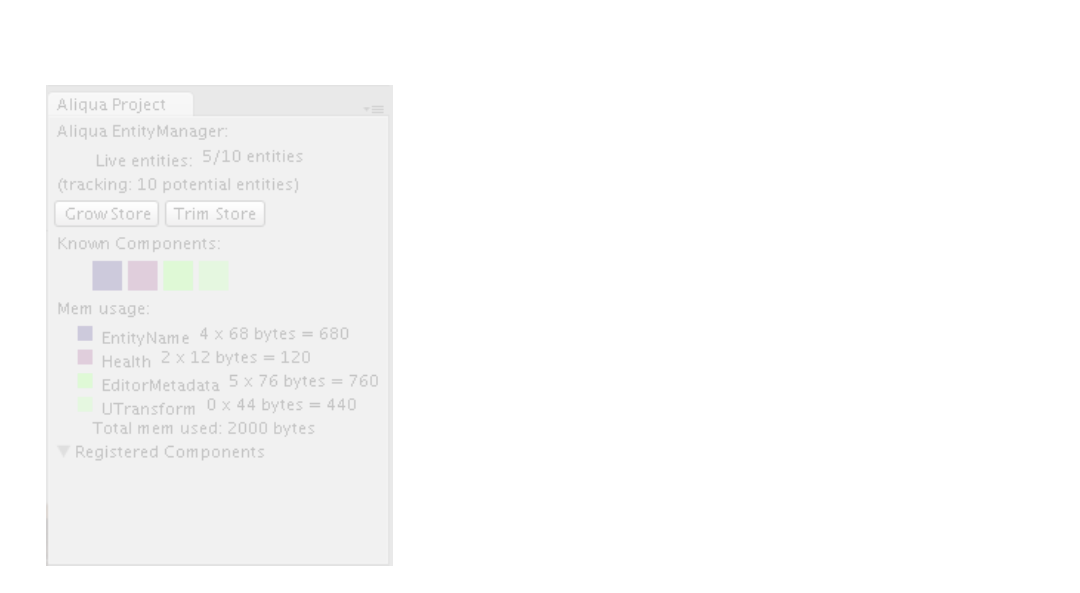 Aliqua Project
Aliqua EntityManager:
Live entities: 5/10 entities
(tracking: 10 potential entities)
Grow Store Trim Store
Known Components:
Mem usage:
EntityName 4 x 68 bytes = 680
Health 2 x 12 bytes = 120
EditorMetadata 5 x 76 bytes = 760
UTransform 0 x 44 bytes = 440
Total mem used: 2000 bytes
Registered Components